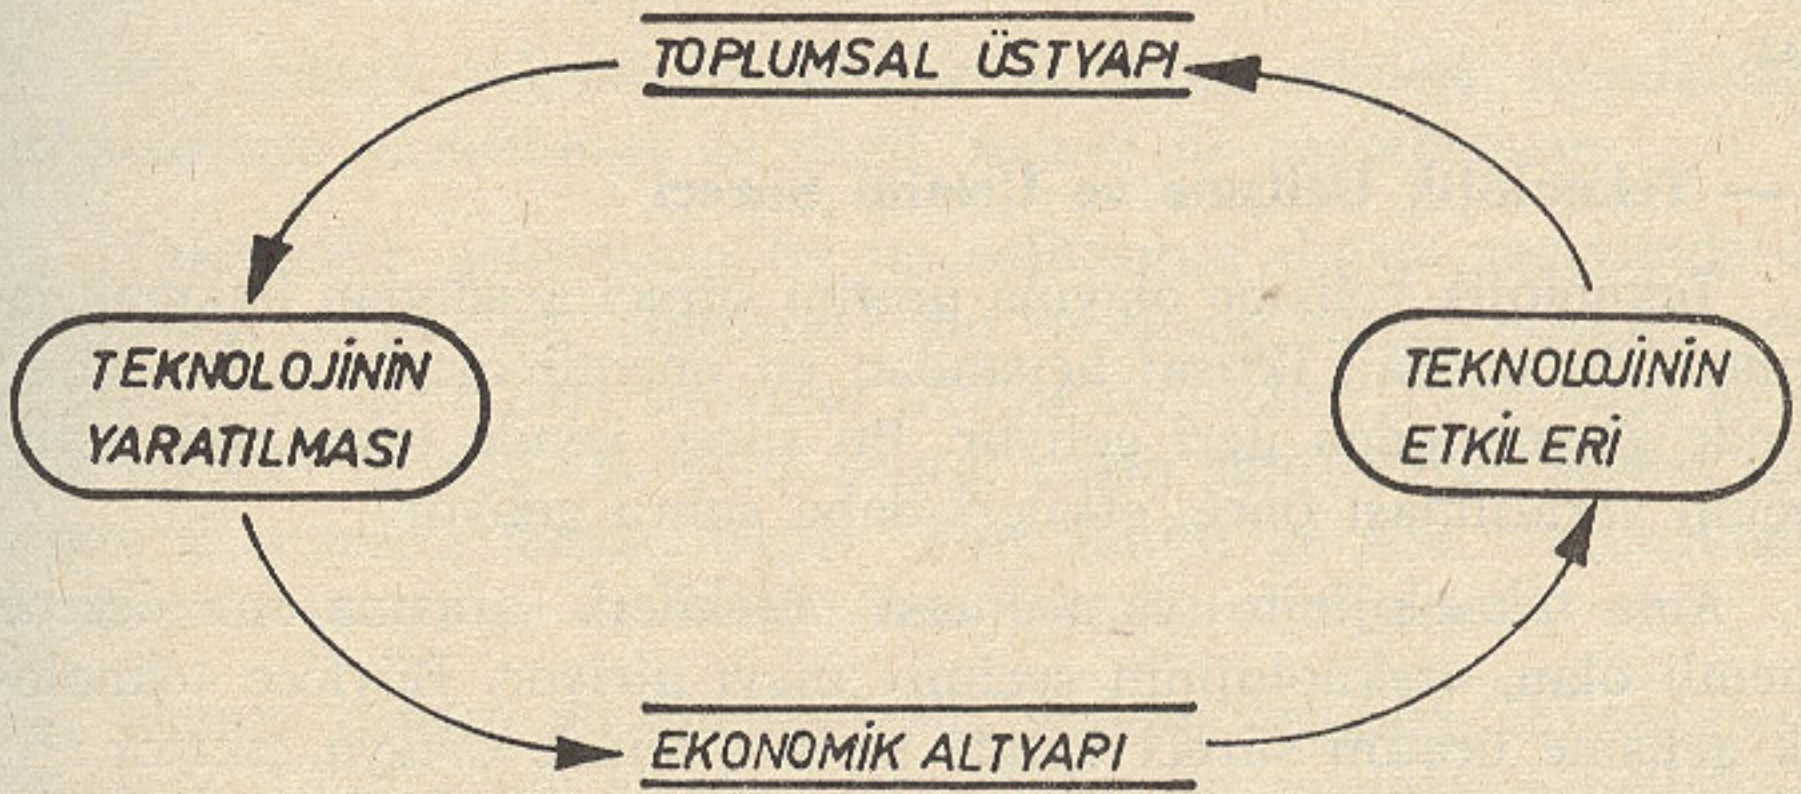 TOPLUMSAL ÜSTYAPI
TEKNOLOJİNİN
YARATILMASI
TEKNOLOJİNİN
ETKİLERİ
EKONOMİK ALTYAPI